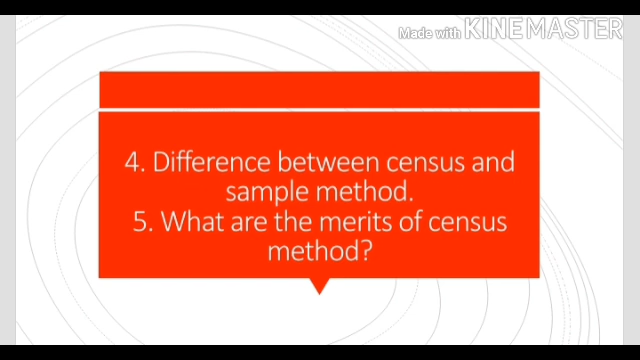 Made with KINEMASTER
4. Difference between census and
sample method.
5. What are the merits of census
method?